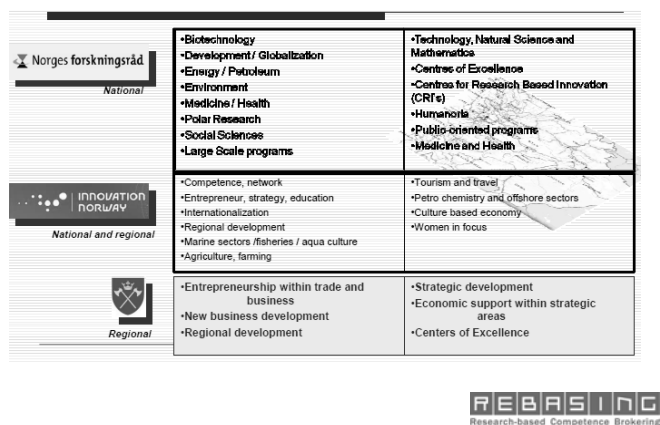 Norges forskningsråd
National
•Biotechnology
•Development / Globalization
•Energy / Petroleum
•Environment
•Medicine / Health
•Polar Research
•Social Sciences
•Large Scale programs
•Technology, Natural Science and
Mathematics
•Centres of Excellence
•Centres for Research Based Innovation
(CRI's)
•Humanoria
•Public oriented programs
•Medicine and Health
INNOVATION
NORWAY
National and regional
•Competence, network
•Entrepreneur, strategy, education
•Internationalization
•Regional development
•Marine sectors /fisheries / aqua culture
•Agriculture, farming
•Tourism and travel
•Petro chemistry and offshore sectors
•Culture based economy
•Women in focus
Regional
•Entrepreneurship within trade and
business
•New business development
•Regional development
•Strategic development
•Economic support within strategic
areas
•Centers of Excellence
REBASING
Research-based Competence Brokering